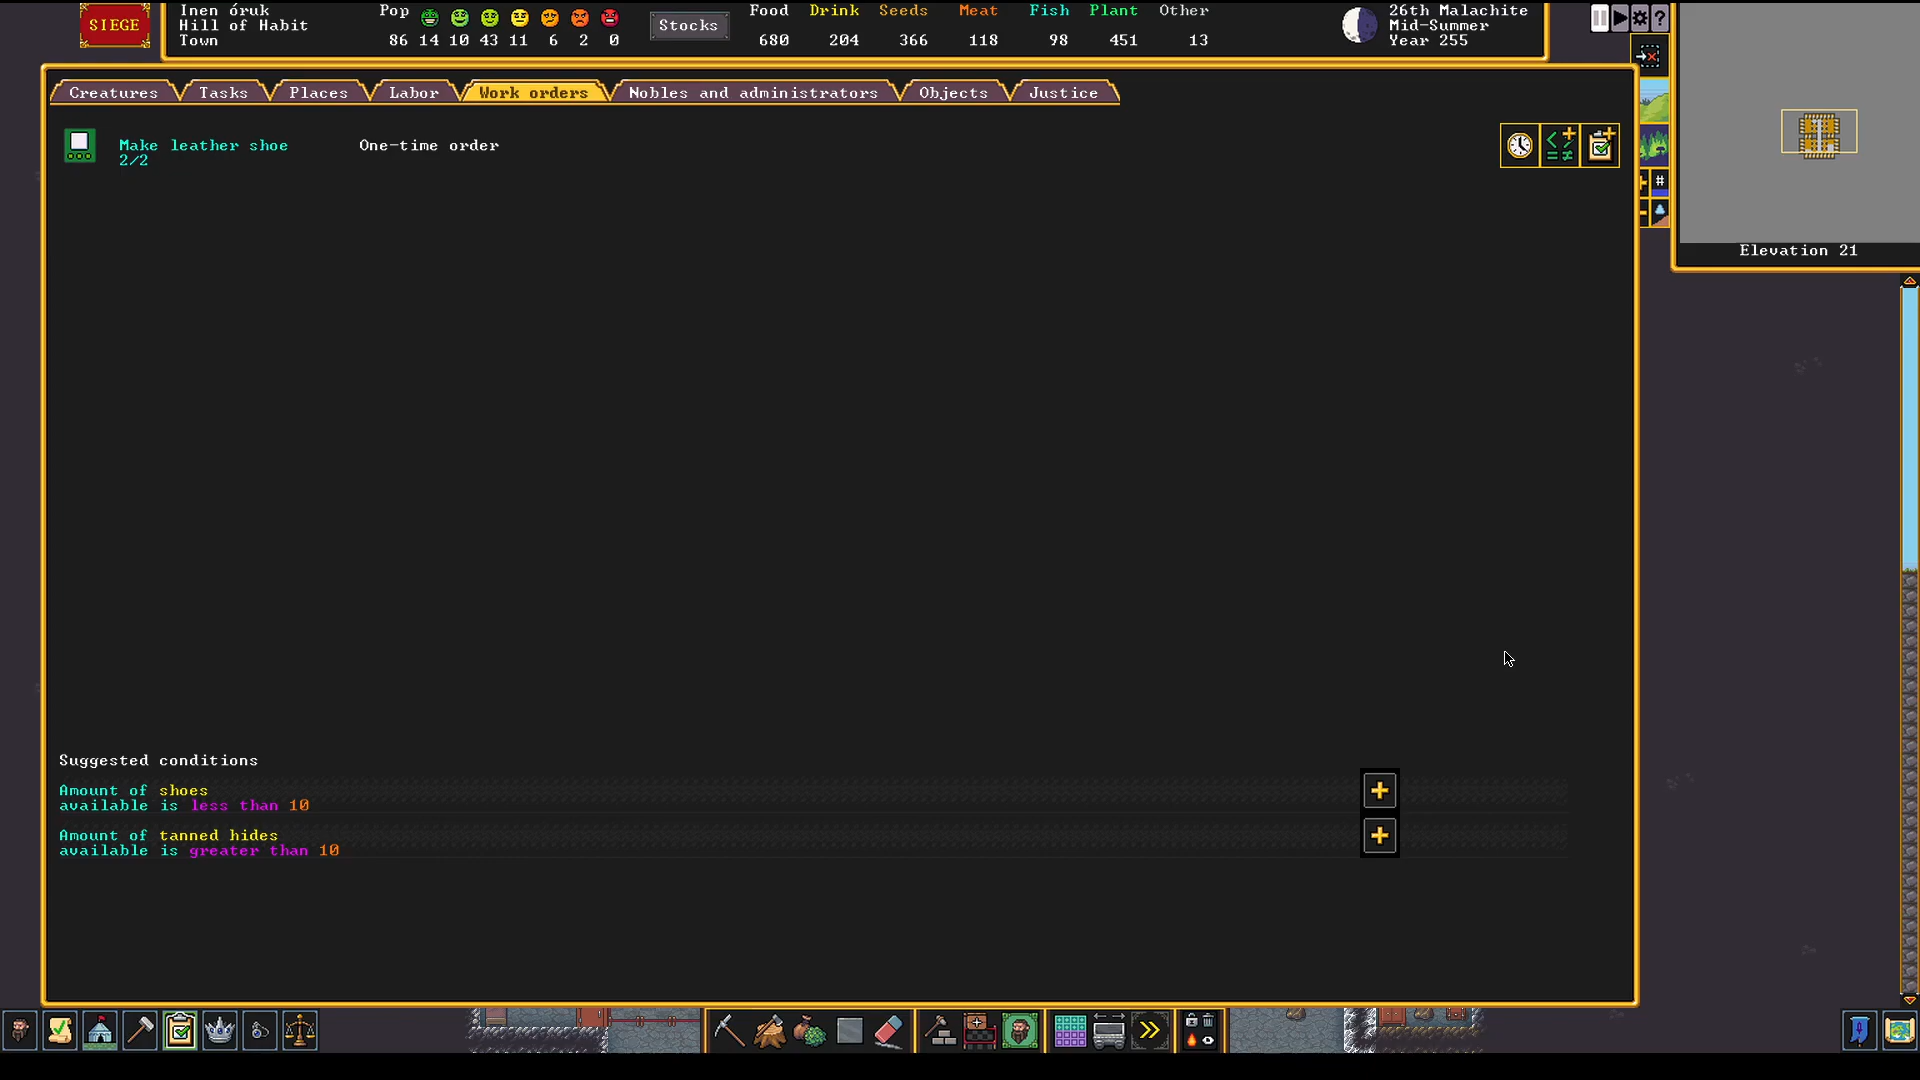 SIEGE
Inen óruk
Hill of Habit
Town
Pop
86 14 10 43 11 6 2 0
Stocks
Food Drink Seeds Meat Fish Plant Other
680 204 366 118 98 451 13
26th Malachite
Mid-Summer
Year 255
?
Creatures Tasks Places Labor Work orders Nobles and administrators Objects Justice
Make leather shoe One-time order
2/2
#
Elevation 21
Suggested conditions
Amount of shoes
available is less than 10
Amount of tanned hides
available is greater than 10